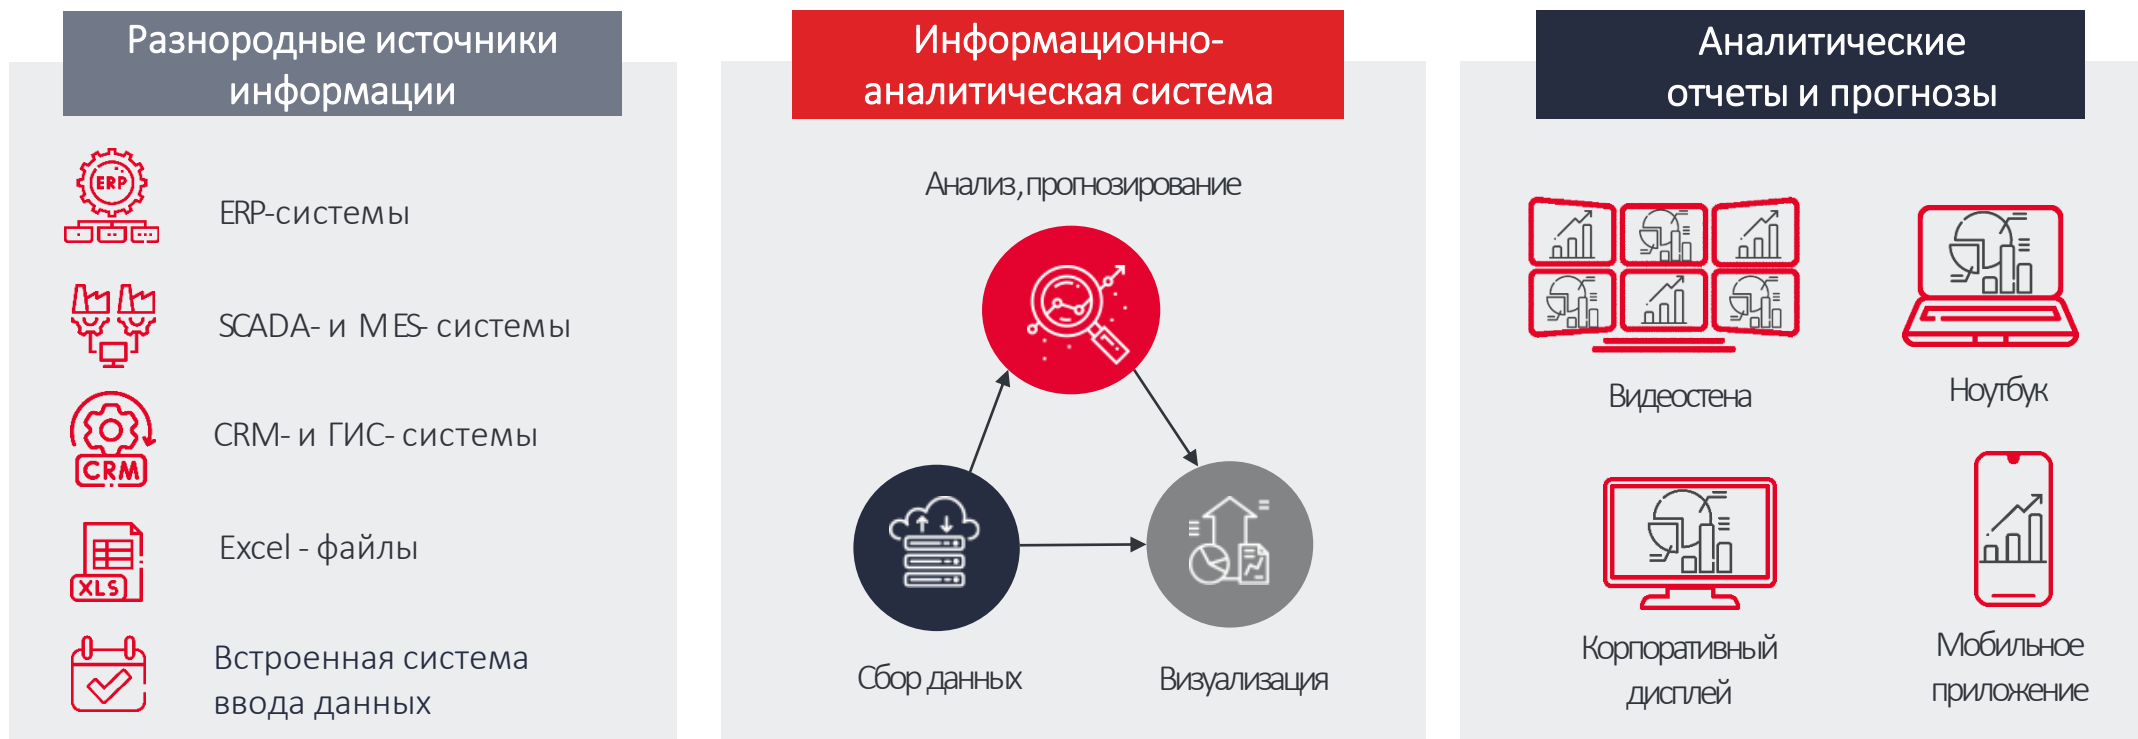 Разнородные источники
информации
ERP
ERP-системы
SCADA- и MES- системы
CRM
CRM- и ГИС- системы
XLS
Excel - файлы
Встроенная система
ввода данных
Информационно-
аналитическая система
Анализ, прогнозирование
Сбор данных
Визуализация
Аналитические
отчеты и прогнозы
Видеостена
Ноутбук
Корпоративный
дисплей
Мобильное
приложение